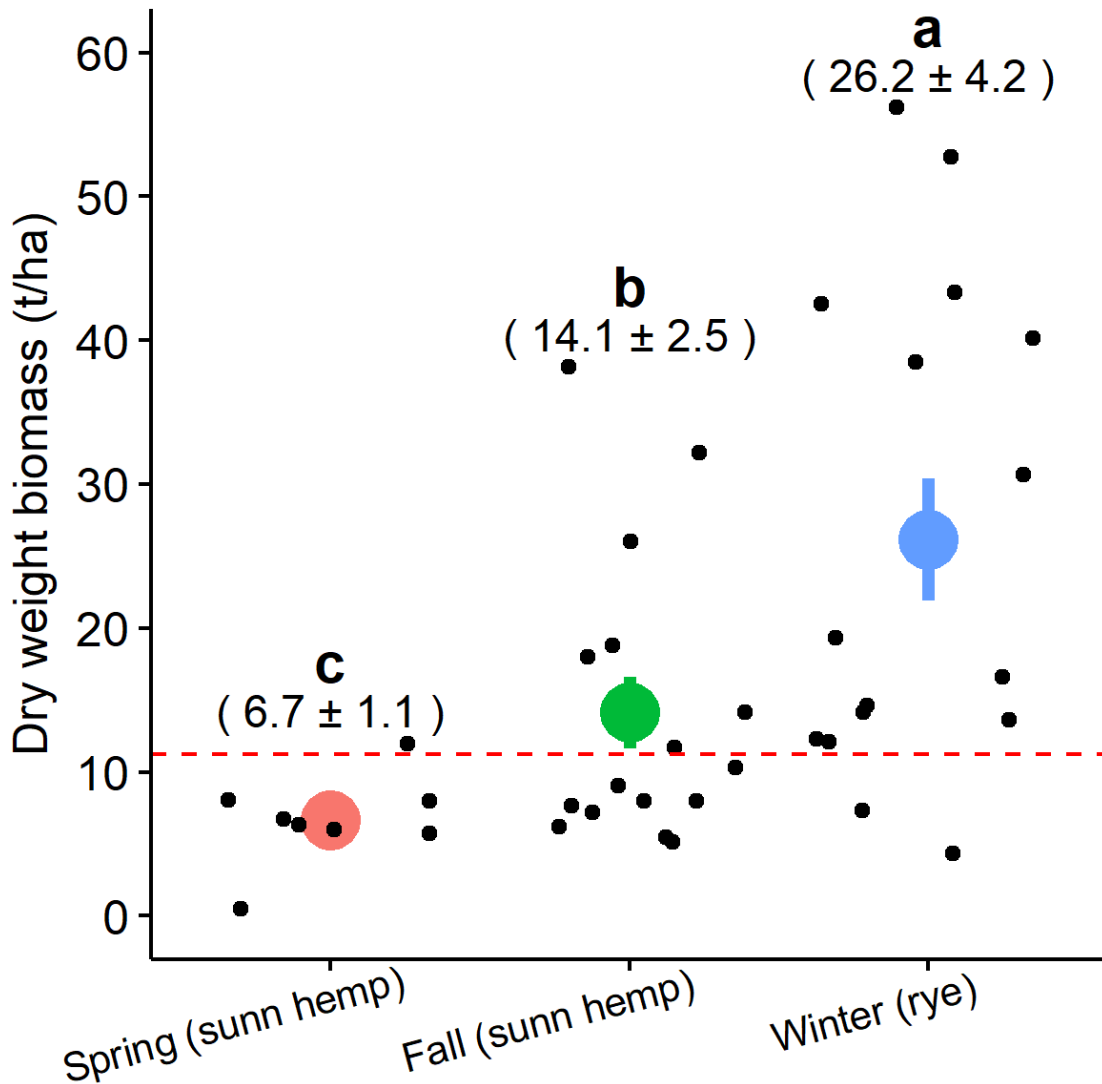 Dry weight biomass (t/ha)
60
50
40
30
20
10
0
a
( 26.2 ± 4.2 )
b
( 14.1 ± 2.5 )
c
( 6.7 ± 1.1 )
Spring (sunn hemp)
Fall (sunn hemp)
Winter (rye)